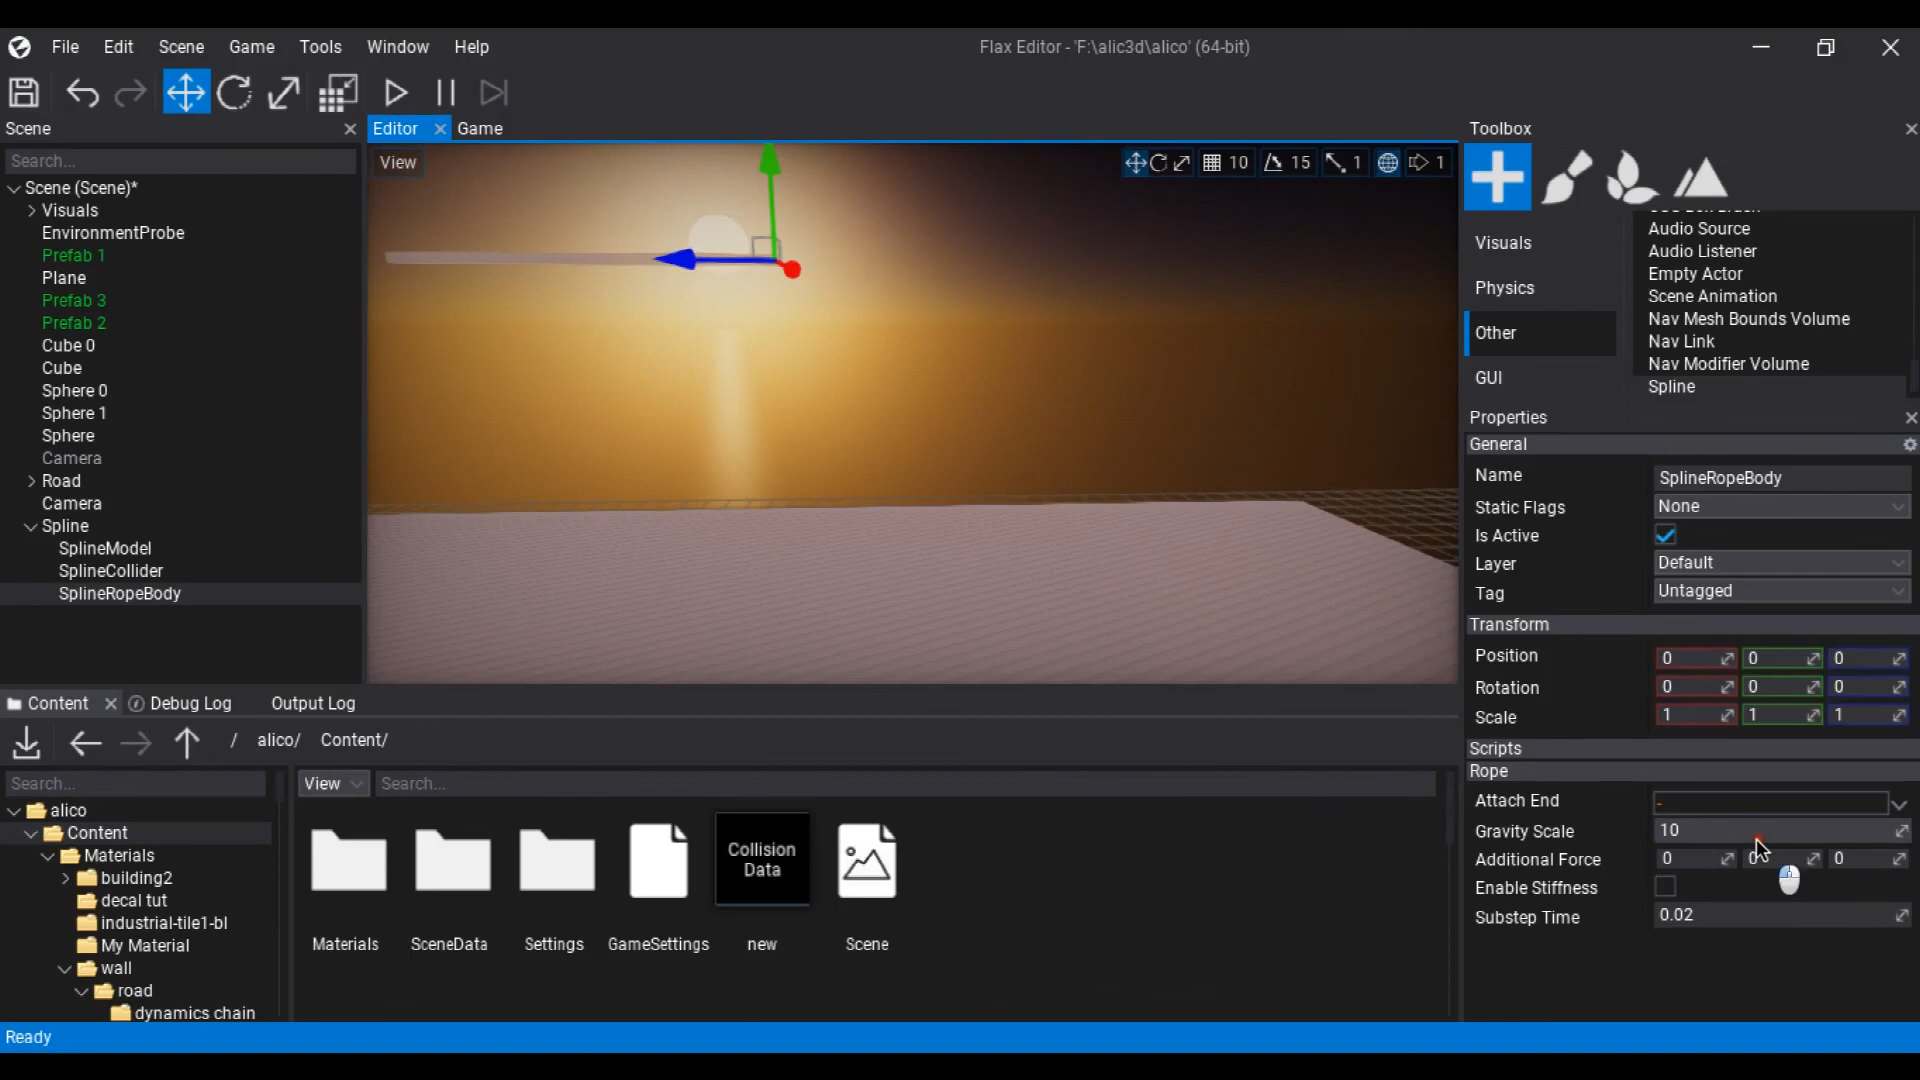 File Edit Scene Game Tools Window Help
Flax Editor - 'F:\alic3d\alico' (64-bit)
Scene
Search...
Scene (Scene)*
Visuals
EnvironmentProbe
Prefab 1
Plane
Prefab 3
Prefab 2
Cube 0
Cube
Sphere 0
Sphere 1
Sphere
Camera
Road
Camera
Spline
SplineModel
SplineCollider
SplineRopeBody
Editor Game
View
10 15 1 1
Toolbox
Visuals
Physics
Other
GUI
Audio Source
Audio Listener
Empty Actor
Scene Animation
Nav Mesh Bounds Volume
Nav Link
Nav Modifier Volume
Spline
Properties
General
Name SplineRopeBody
Static Flags None
Is Active
Layer Default
Tag Untagged
Transform
Position 0 0 0
Rotation 0 0 0
Scale 1 1 1
Scripts
Rope
Attach End -
Gravity Scale 10
Additional Force 0 0 0
Enable Stiffness
Substep Time 0.02
Content Debug Log Output Log
/ alico/ Content/
Search...
alico
Content
Materials
building2
decal tut
industrial-tile1-bl
My Material
wall
road
dynamics chain
View Search...
Collision
Data
Materials SceneData Settings GameSettings new Scene
Ready